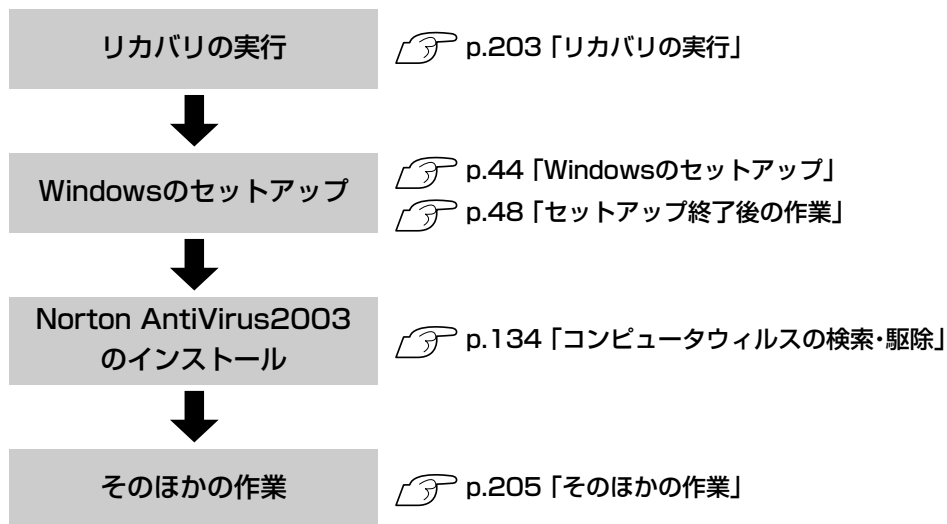 リカバリの実行
p.203「リカバリの実行」
Windowsのセットアップ
p.44「Windowsのセットアップ」
p.48「セットアップ終了後の作業」
Norton AntiVirus2003
のインストール
p.134「コンピュータウィルスの検索・駆除」
そのほかの作業
p.205「そのほかの作業」